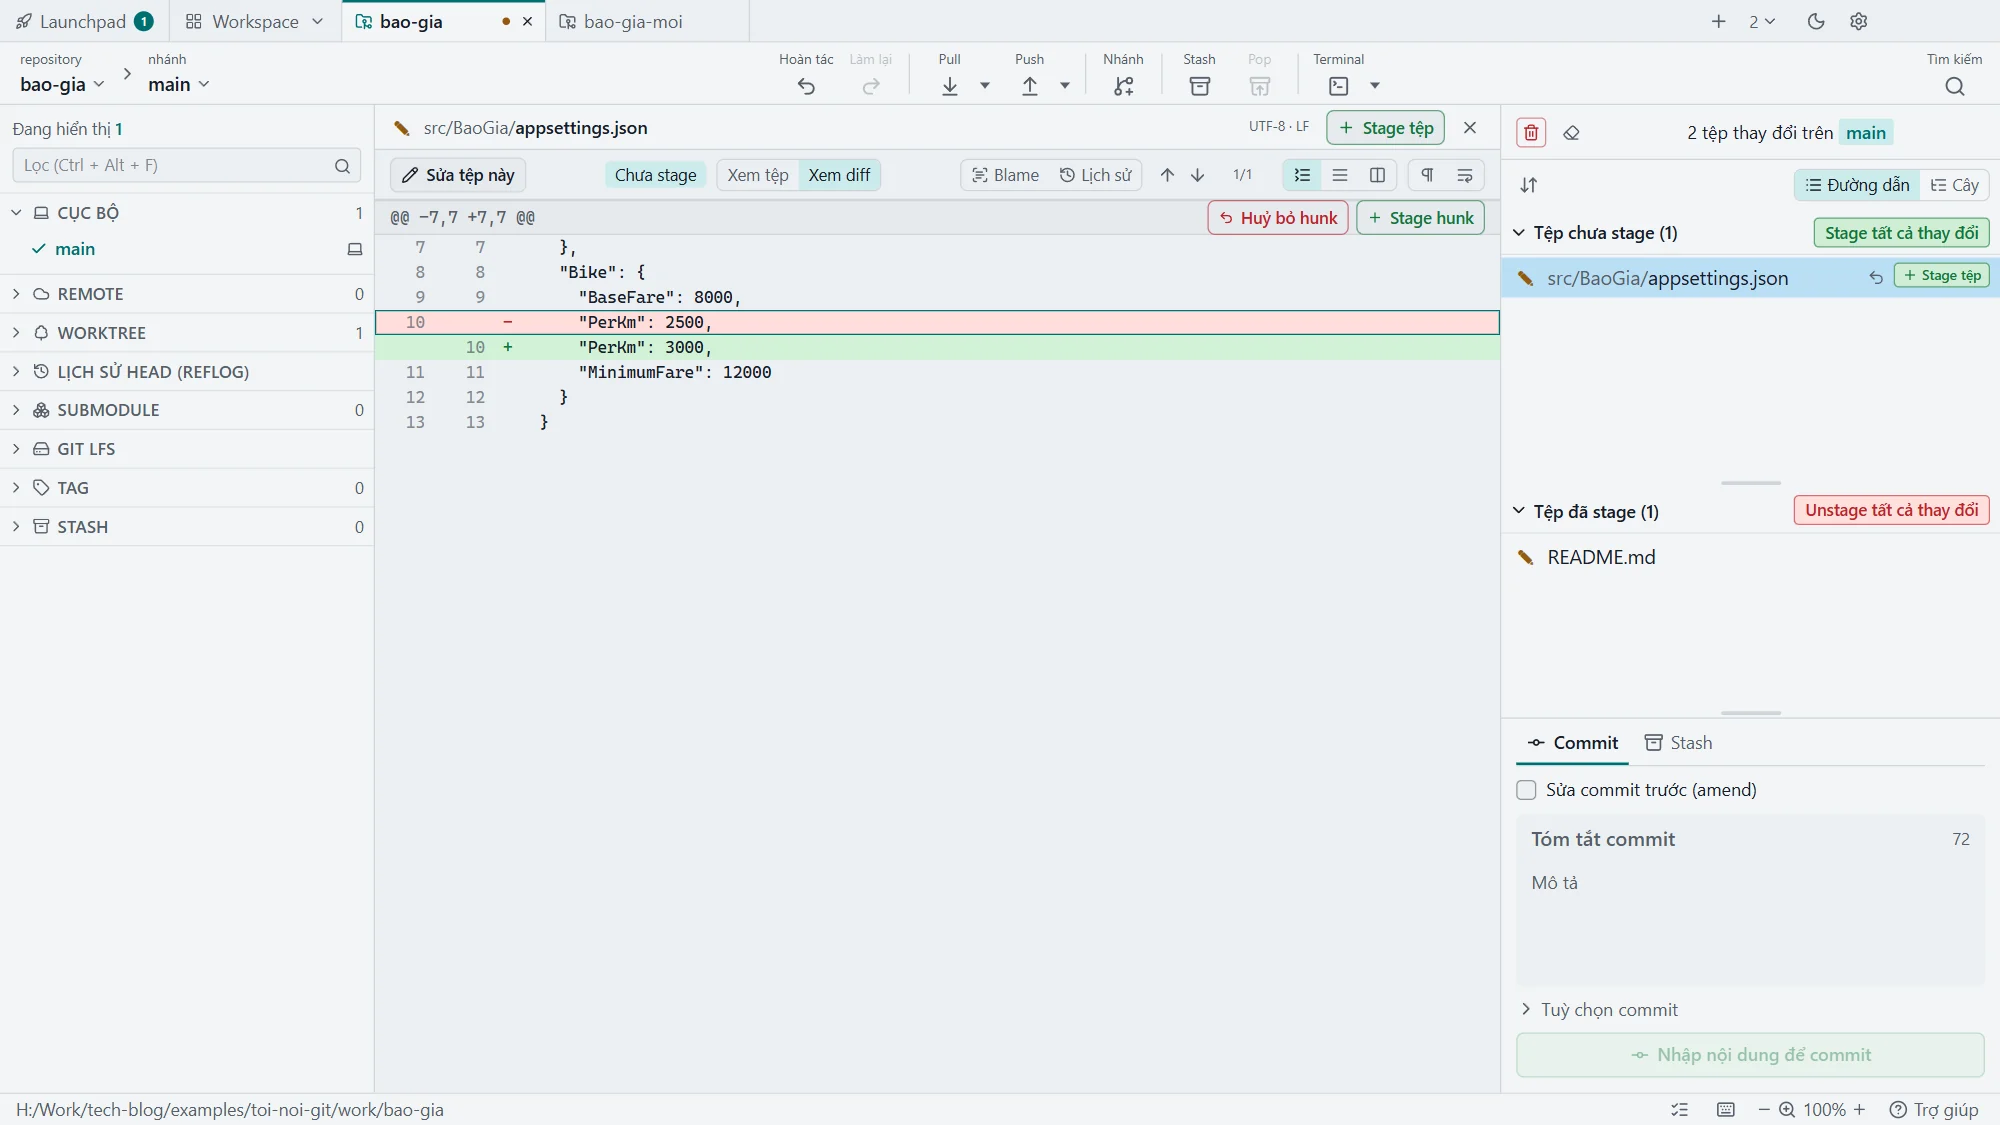 Launchpad 1
Workspace
bao-gia
bao-gia-moi
2
repository
bao-gia
nhánh
main
Hoàn tác
Làm lại
Pull
Push
Nhánh
Stash
Pop
Terminal
Tìm kiếm
Đang hiển thị 1
Lọc (Ctrl + Alt + F)
CỤC BỘ 1
main
REMOTE 0
WORKTREE 1
LỊCH SỬ HEAD (REFLOG)
SUBMODULE 0
GIT LFS
TAG 0
STASH 0
src/BaoGia/appsettings.json
UTF-8 · LF
+ Stage tệp
Sửa tệp này
Chưa stage
Xem tệp
Xem diff
Blame
Lịch sử
1/1
@@ −7,7 +7,7 @@
Huỷ bỏ hunk
+ Stage hunk
7 7 },
8 8 "Bike": {
9 9 "BaseFare": 8000,
10 − "PerKm": 2500,
10 + "PerKm": 3000,
11 11 "MinimumFare": 12000
12 12 }
13 13 }
2 tệp thay đổi trên main
Đường dẫn
Cây
Tệp chưa stage (1)
Stage tất cả thay đổi
src/BaoGia/appsettings.json
+ Stage tệp
Tệp đã stage (1)
Unstage tất cả thay đổi
README.md
Commit
Stash
Sửa commit trước (amend)
Tóm tắt commit 72
Mô tả
Tuỳ chọn commit
Nhập nội dung để commit
H:/Work/tech-blog/examples/toi-noi-git/work/bao-gia
− 100% +
Trợ giúp